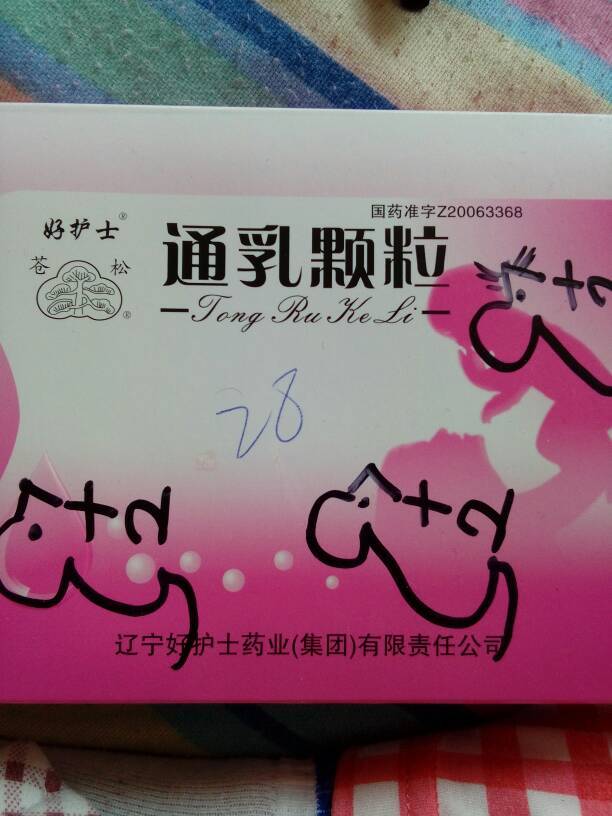 国药准字Z20063368
好护士®
苍 松
®
通乳颗粒
Tong Ru Ke Li
28
辽宁好护士药业(集团)有限责任公司